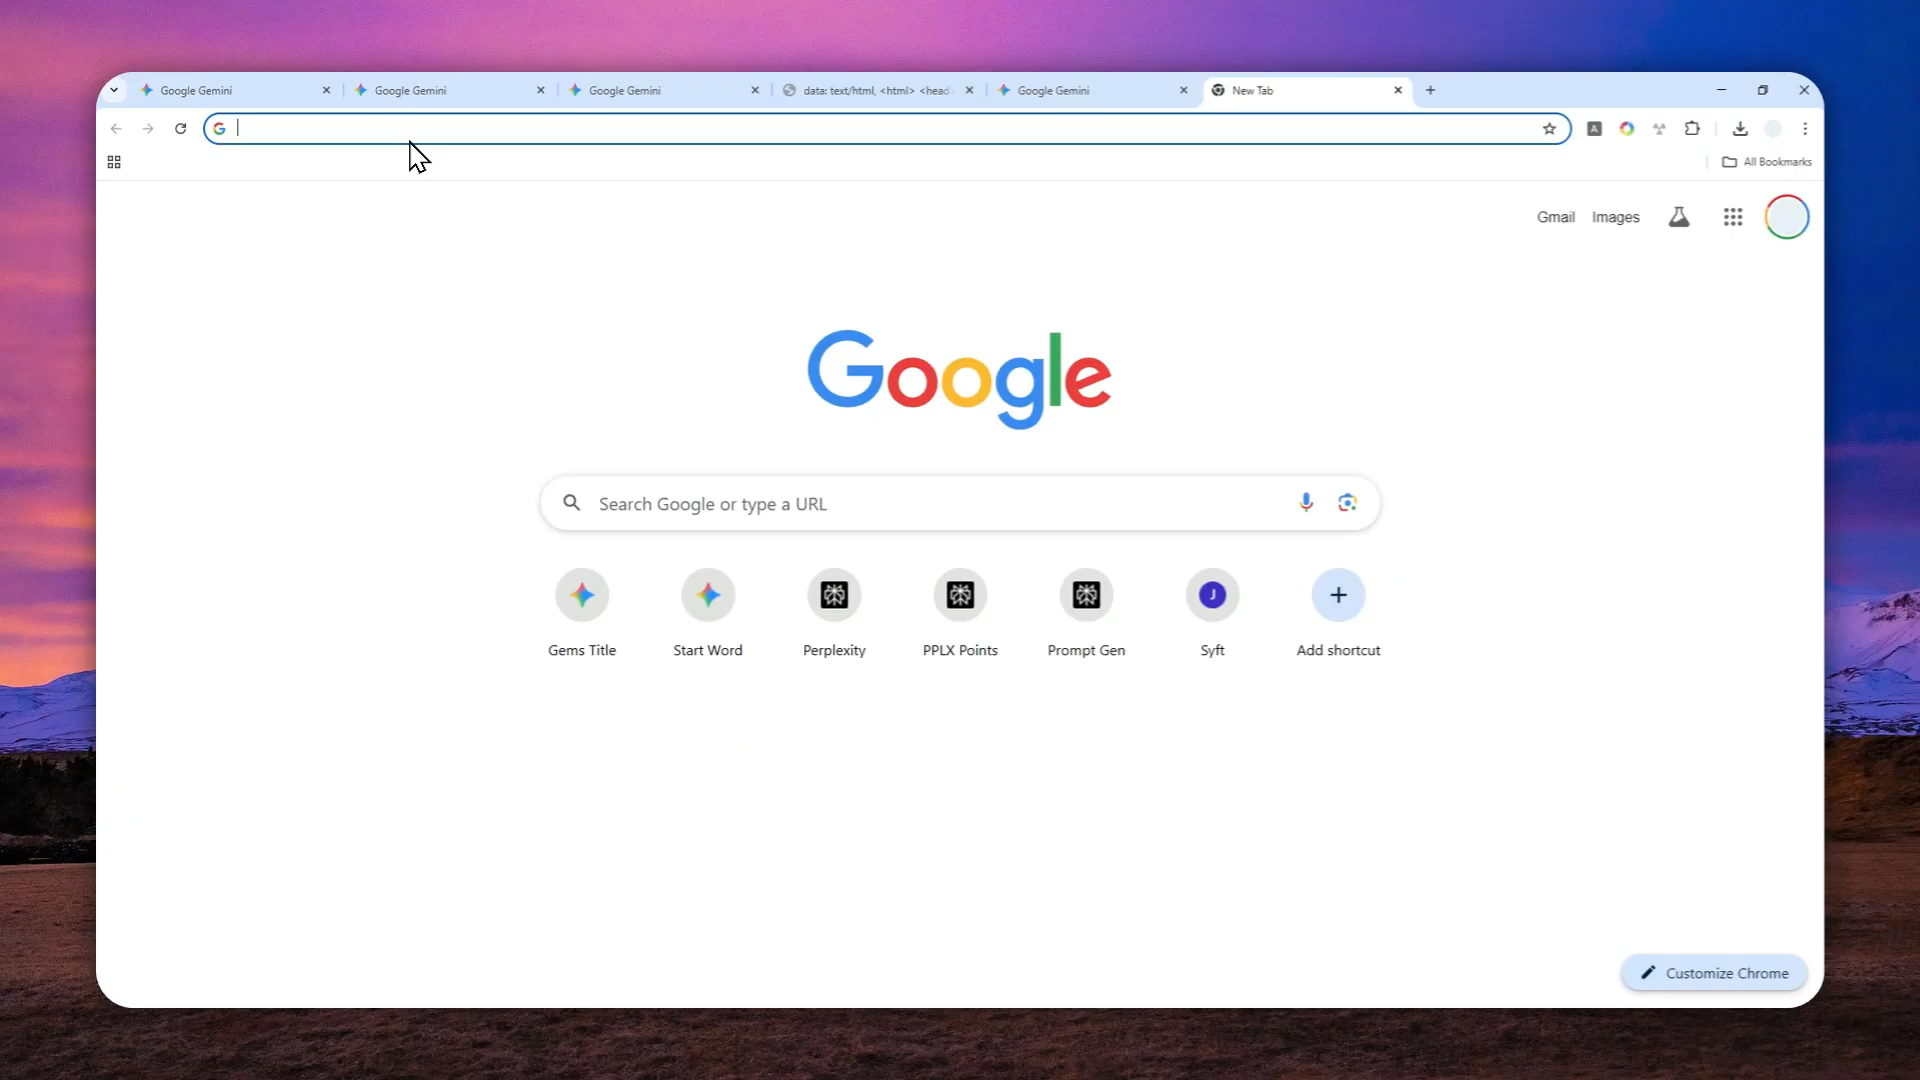 Google Gemini
Google Gemini
Google Gemini
data: text/html, <html> <head>
Google Gemini
New Tab
All Bookmarks
Gmail
Images
Google
Search Google or type a URL
Gems Title
Start Word
Perplexity
PPLX Points
Prompt Gen
J
Syft
Add shortcut
Customize Chrome